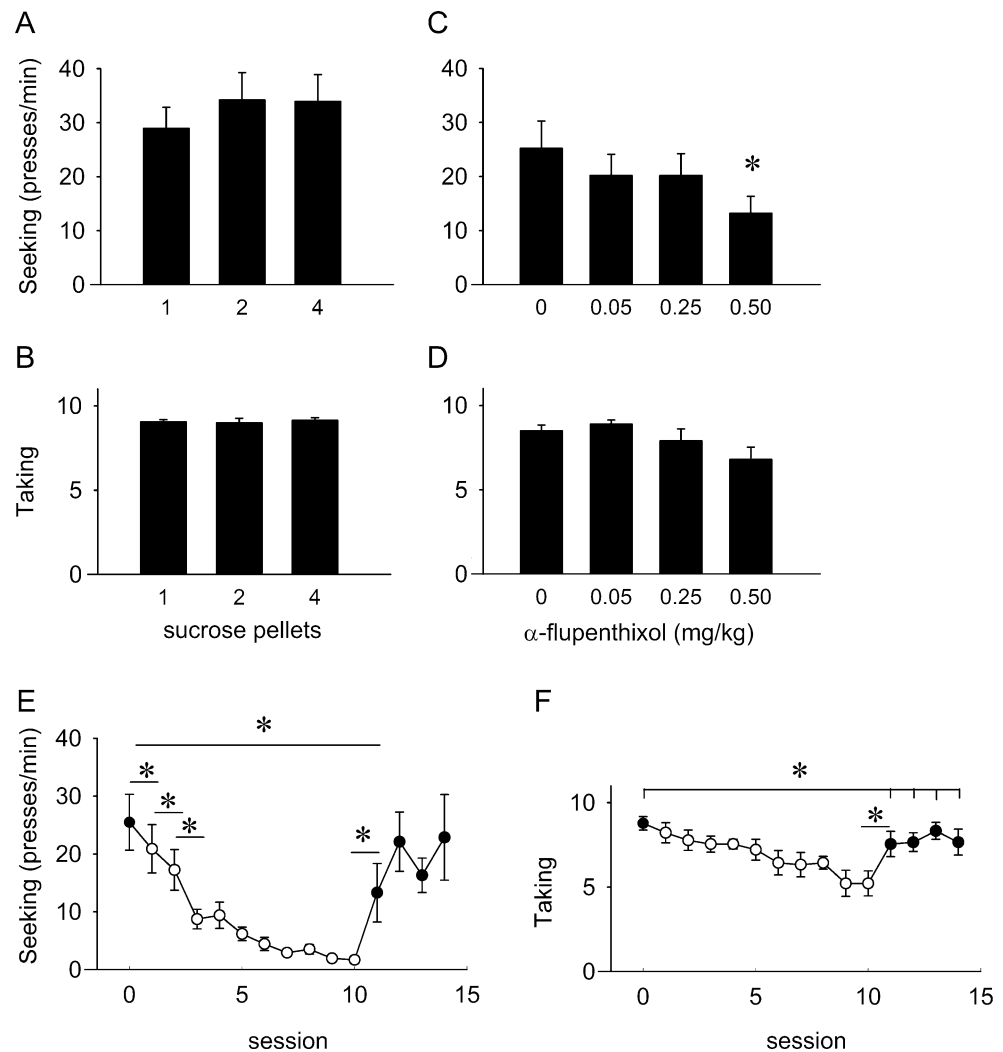 A
Seeking (presses/min)
40
30
20
10
0
1 2 4
C
40
30
20
10
0
*
0 0.05 0.25 0.50
B
Taking
10
5
0
1 2 4
sucrose pellets
D
10
5
0
0 0.05 0.25 0.50
α-flupenthixol (mg/kg)
E
Seeking (presses/min)
40
30
20
10
0
*
*
*
*
*
0 5 10 15
session
F
Taking
10
5
0
*
*
0 5 10 15
session